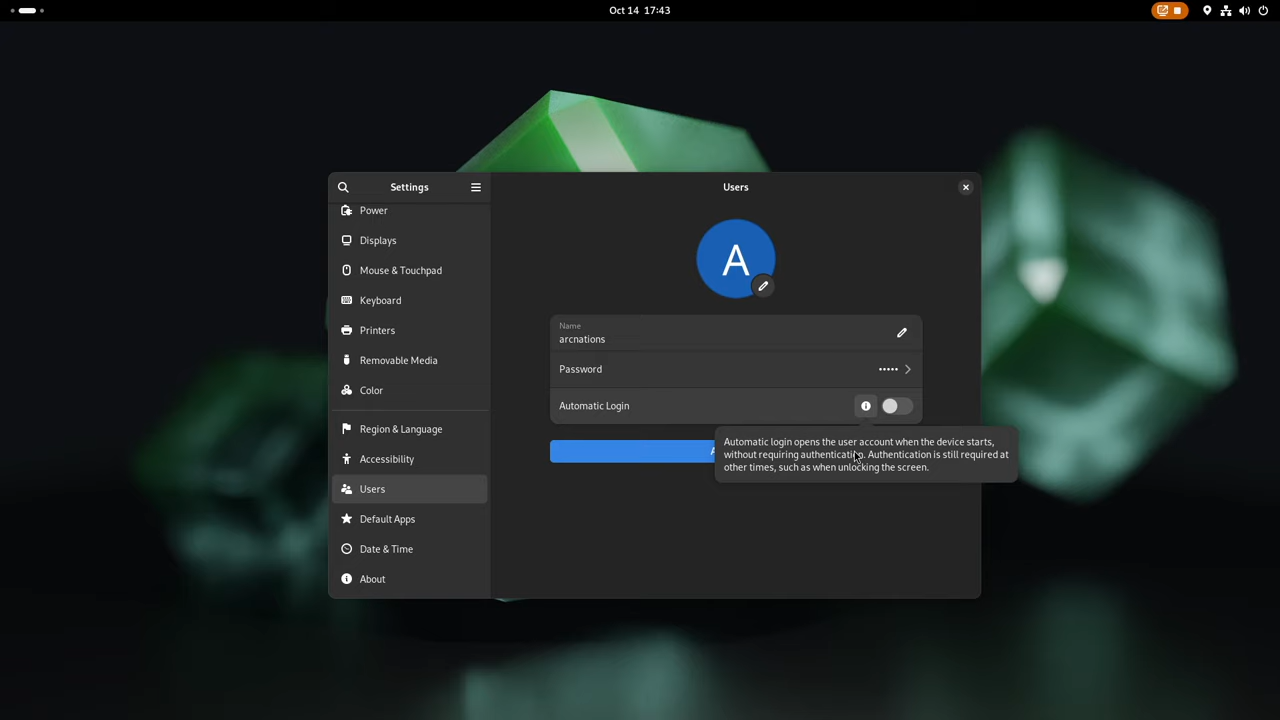 Oct 14 17:43
Settings
Users
Power
Displays
Mouse & Touchpad
Keyboard
Printers
Removable Media
Color
Region & Language
Accessibility
Users
Default Apps
Date & Time
About
A
Name
arcnations
Password
•••••
Automatic Login
Automatic login opens the user account when the device starts,
without requiring authentication. Authentication is still required at
other times, such as when unlocking the screen.